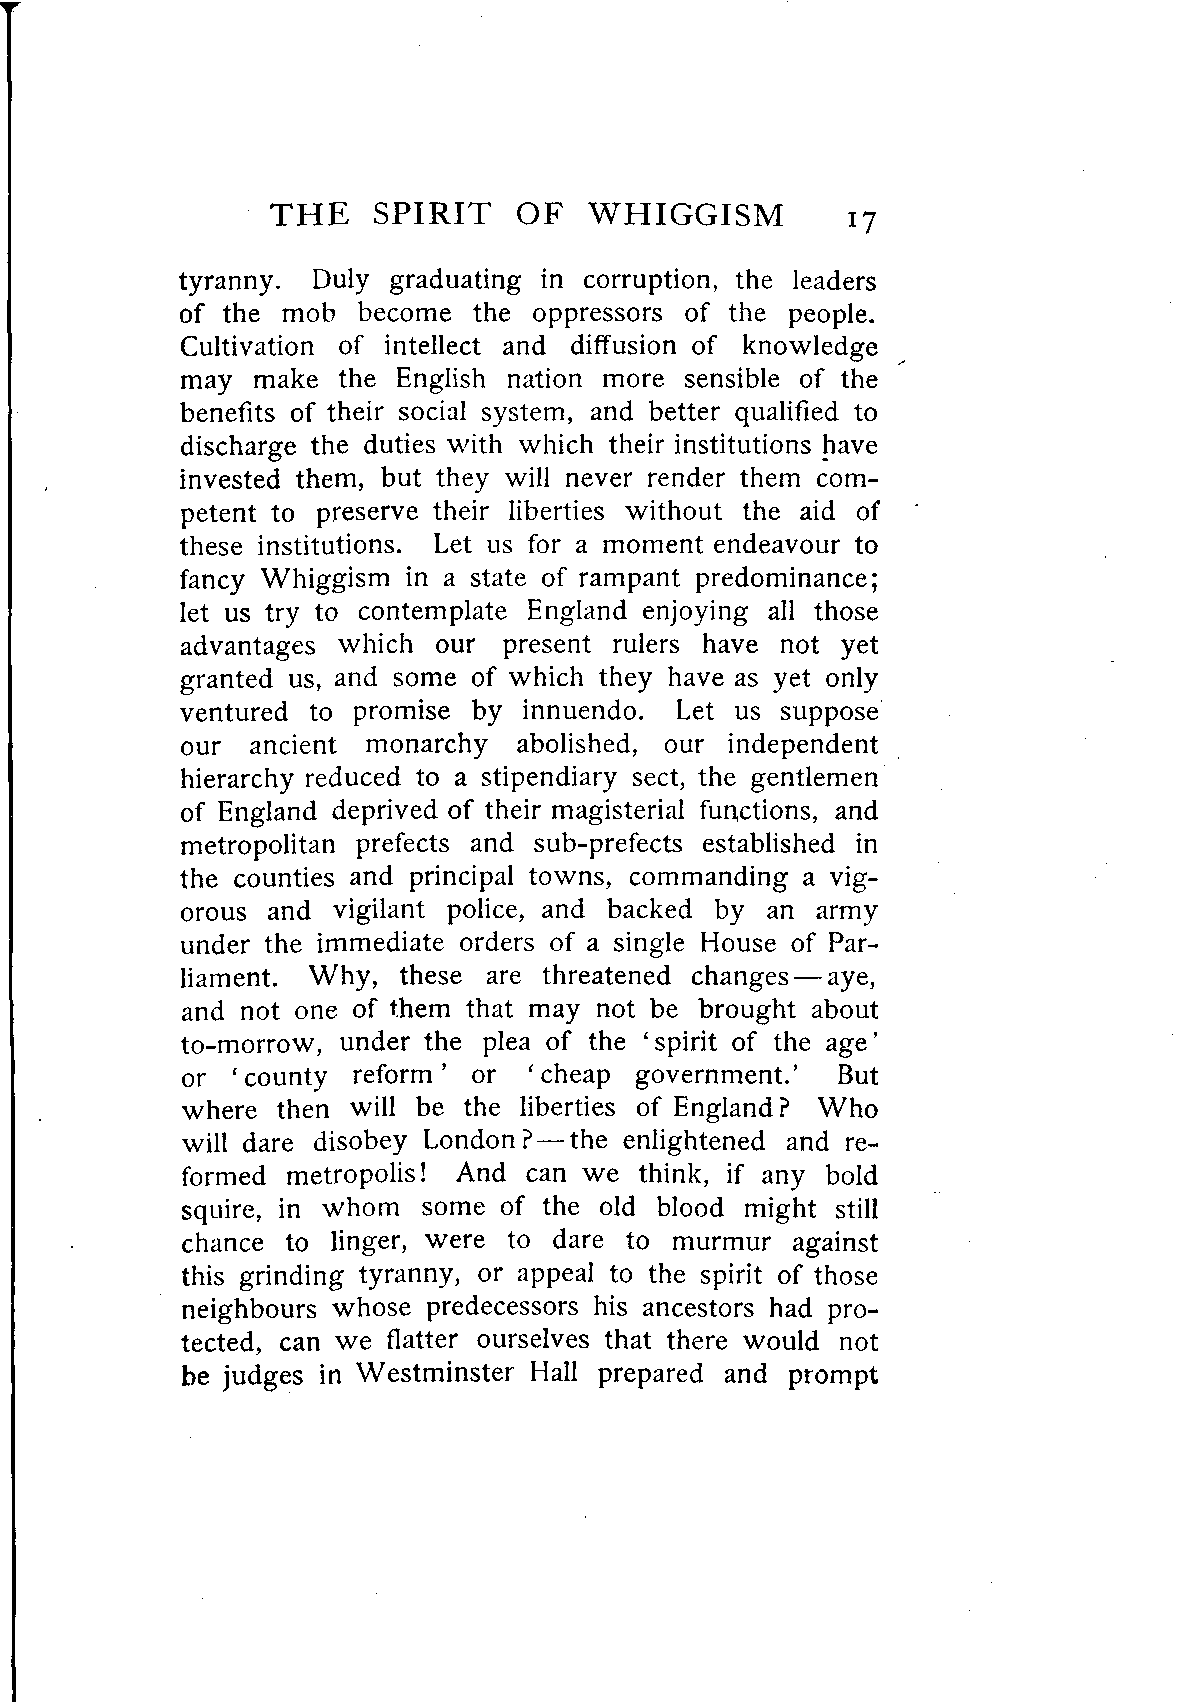 THE SPIRIT OF WHIGGISM 17
tyranny. Duly graduating in corruption, the leaders
of the mob become the oppressors of the people.
Cultivation of intellect and diffusion of knowledge
may make the English nation more sensible of the
benefits of their social system, and better qualified to
discharge the duties with which their institutions have
invested them, but they will never render them com-
petent to preserve their liberties without the aid of
these institutions. Let us for a moment endeavour to
fancy Whiggism in a state of rampant predominance;
let us try to contemplate England enjoying all those
advantages which our present rulers have not yet
granted us, and some of which they have as yet only
ventured to promise by innuendo. Let us suppose
our ancient monarchy abolished, our independent
hierarchy reduced to a stipendiary sect, the gentlemen
of England deprived of their magisterial functions, and
metropolitan prefects and sub-prefects established in
the counties and principal towns, commanding a vig-
orous and vigilant police, and backed by an army
under the immediate orders of a single House of Par-
liament. Why, these are threatened changes—aye,
and not one of them that may not be brought about
to-morrow, under the plea of the ‘spirit of the age’
or ‘county reform’ or ‘cheap government.’ But
where then will be the liberties of England? Who
will dare disobey London?—the enlightened and re-
formed metropolis! And can we think, if any bold
squire, in whom some of the old blood might still
chance to linger, were to dare to murmur against
this grinding tyranny, or appeal to the spirit of those
neighbours whose predecessors his ancestors had pro-
tected, can we flatter ourselves that there would not
be judges in Westminster Hall prepared and prompt